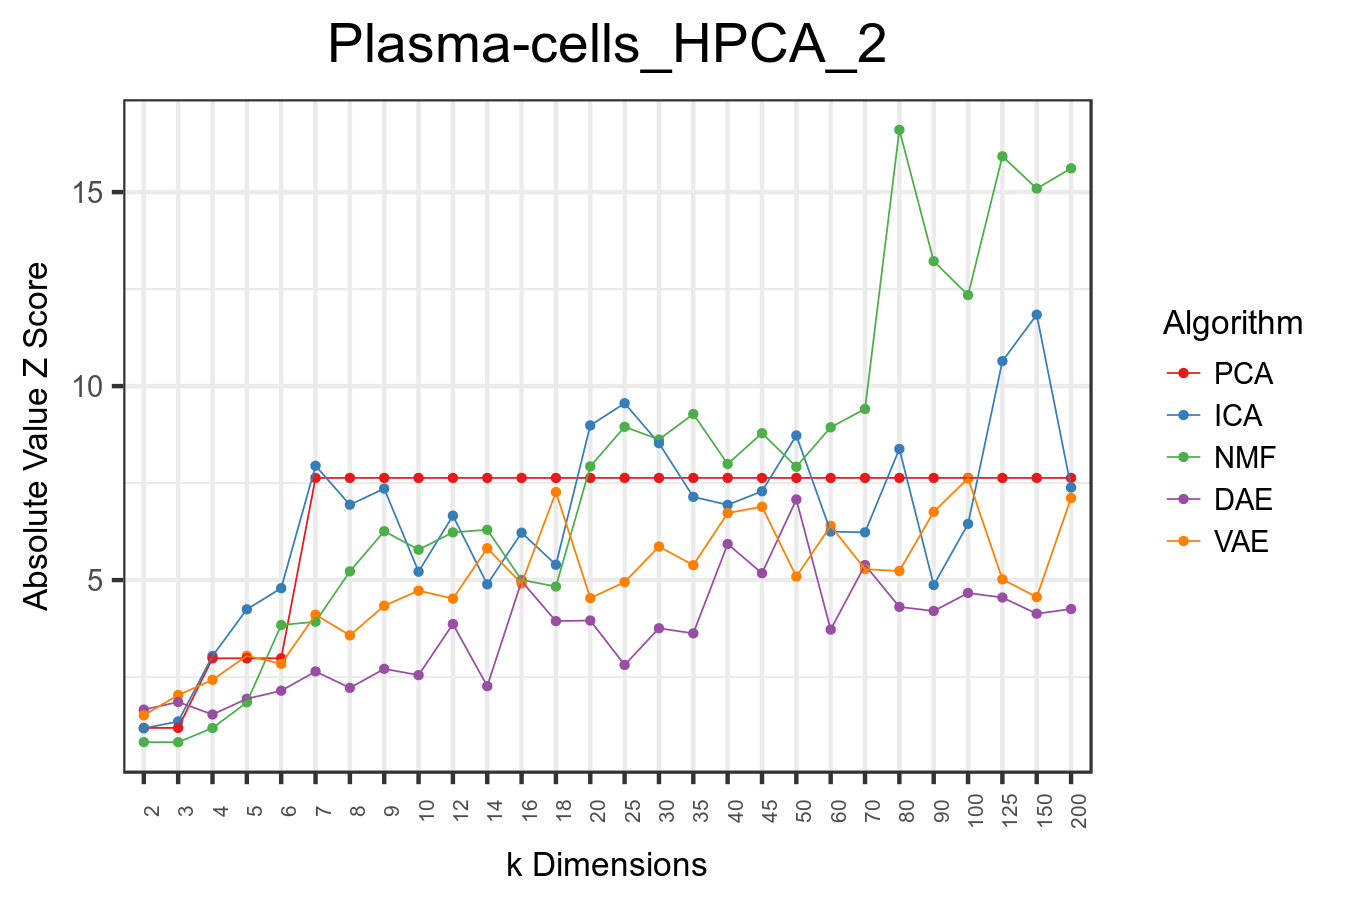 Plasma-cells_HPCA_2
Absolute Value Z Score
15
10
5
2 3 4 5 6 7 8 9 10 12 14 16 18 20 25 30 35 40 45 50 60 70 80 90 100 125 150 200
k Dimensions
Algorithm
PCA
ICA
NMF
DAE
VAE